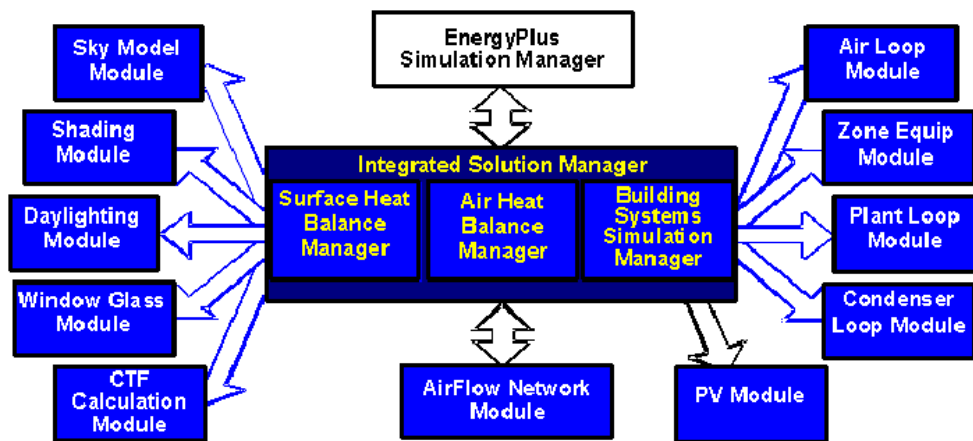 EnergyPlus
Simulation Manager
Sky Model
Module
Shading
Module
Daylighting
Module
Window Glass
Module
CTF
Calculation
Module
Integrated Solution Manager
Surface Heat
Balance
Manager
Air Heat
Balance
Manager
Building
Systems
Simulation
Manager
AirFlow Network
Module
PV Module
Air Loop
Module
Zone Equip
Module
Plant Loop
Module
Condenser
Loop Module